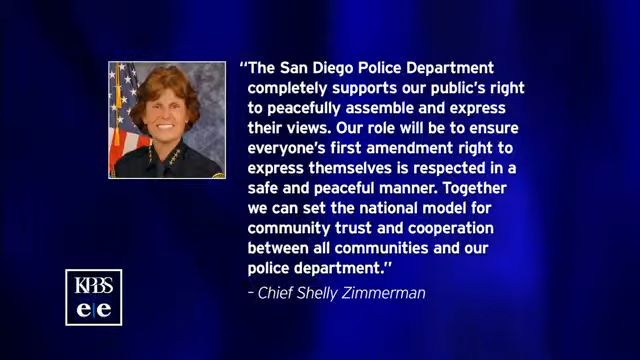 “The San Diego Police Department
completely supports our public’s right
to peacefully assemble and express
their views. Our role will be to ensure
everyone’s first amendment right to
express themselves is respected in a
safe and peaceful manner. Together
we can set the national model for
community trust and cooperation
between all communities and our
police department.”
– Chief Shelly Zimmerman
KPBS
e|e